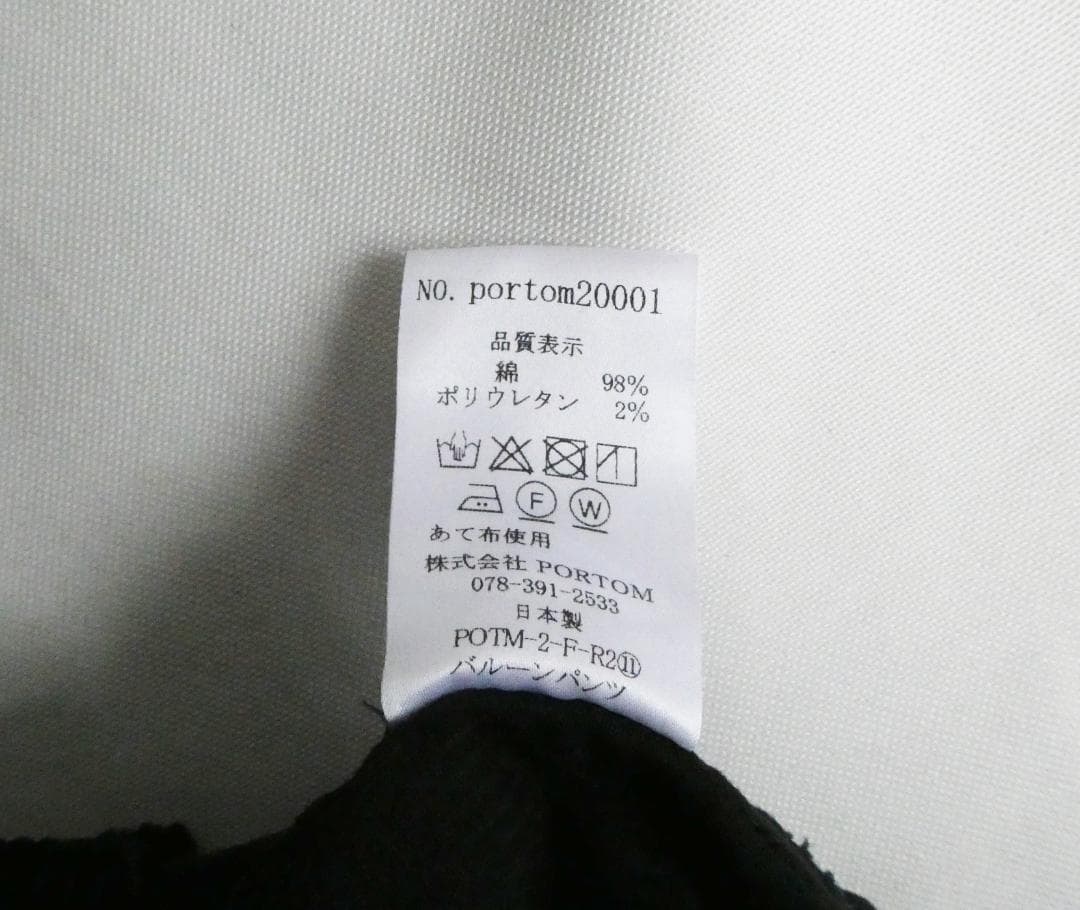 NO. portom20001
品質表示
綿 98%
ポリウレタン 2%
F W
あて布使用
株式会社 PORTOM
078-391-2533
日本製
POTM-2-F-R2⑪
バルーンパンツ